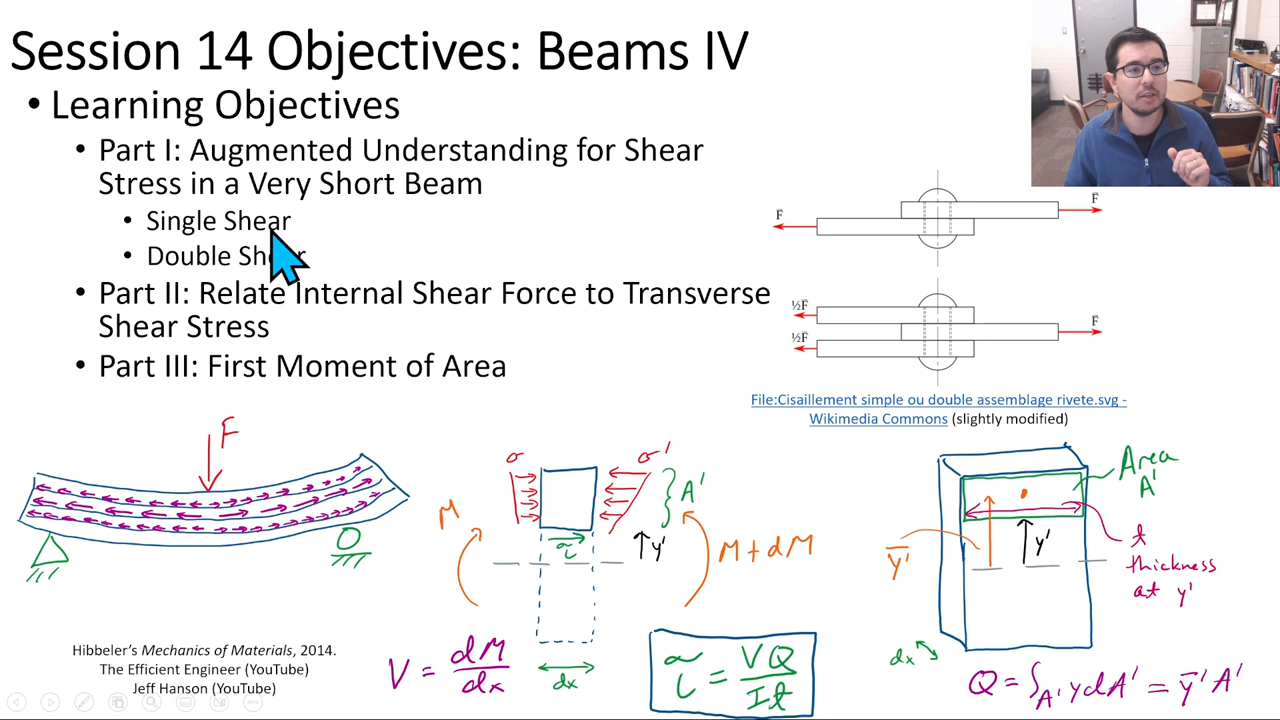 Session 14 Objectives: Beams IV
• Learning Objectives
• Part I: Augmented Understanding for Shear
Stress in a Very Short Beam
• Single Shear
• Double Shear
• Part II: Relate Internal Shear Force to Transverse
Shear Stress
• Part III: First Moment of Area
F
F
½F
½F
F
File:Cisaillement simple ou double assemblage rivete.svg -
Wikimedia Commons (slightly modified)
F
σ
σ'
A'
M
τ
y'
M + dM
V = dM/dx
dx
τ = VQ/It
Area
A'
y'
ȳ'
t
thickness
at y'
dx
Q = ∫A' y dA' = ȳ' A'
Hibbeler's Mechanics of Materials, 2014.
The Efficient Engineer (YouTube)
Jeff Hanson (YouTube)